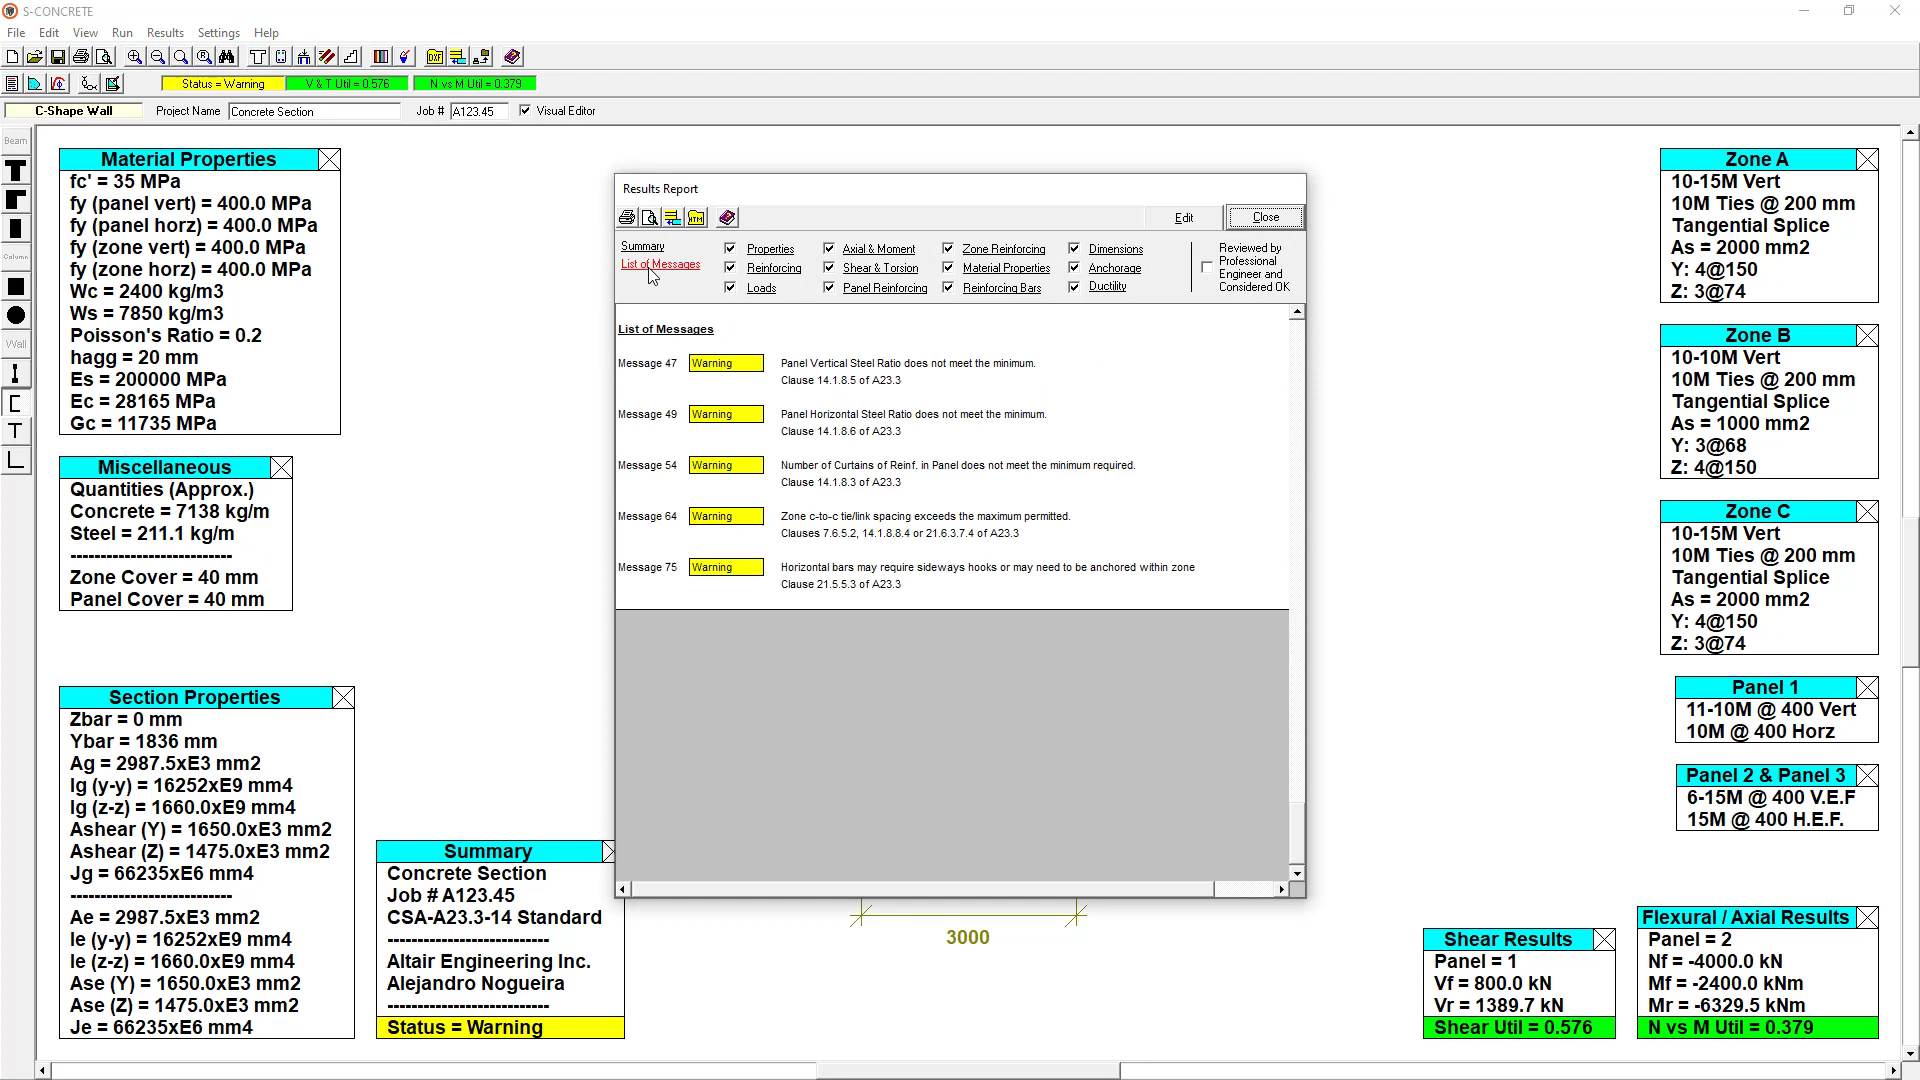 S-CONCRETE
File Edit View Run Results Settings Help
Status = Warning V & T Util = 0.576 N vs M Util = 0.379
C-Shape Wall Project Name Concrete Section Job # A123.45 Visual Editor
Beam
Column
Wall
Material Properties
fc' = 35 MPa
fy (panel vert) = 400.0 MPa
fy (panel horz) = 400.0 MPa
fy (zone vert) = 400.0 MPa
fy (zone horz) = 400.0 MPa
Wc = 2400 kg/m3
Ws = 7850 kg/m3
Poisson's Ratio = 0.2
hagg = 20 mm
Es = 200000 MPa
Ec = 28165 MPa
Gc = 11735 MPa
Miscellaneous
Quantities (Approx.)
Concrete = 7138 kg/m
Steel = 211.1 kg/m
---------------------------
Zone Cover = 40 mm
Panel Cover = 40 mm
Section Properties
Zbar = 0 mm
Ybar = 1836 mm
Ag = 2987.5xE3 mm2
Ig (y-y) = 16252xE9 mm4
Ig (z-z) = 1660.0xE9 mm4
Ashear (Y) = 1650.0xE3 mm2
Ashear (Z) = 1475.0xE3 mm2
Jg = 66235xE6 mm4
---------------------------
Ae = 2987.5xE3 mm2
Ie (y-y) = 16252xE9 mm4
Ie (z-z) = 1660.0xE9 mm4
Ase (Y) = 1650.0xE3 mm2
Ase (Z) = 1475.0xE3 mm2
Je = 66235xE6 mm4
Summary
Concrete Section
Job # A123.45
CSA-A23.3-14 Standard
---------------------------
Altair Engineering Inc.
Alejandro Nogueira
---------------------------
Status = Warning
Results Report
Edit Close
Summary
List of Messages
Properties Axial & Moment Zone Reinforcing Dimensions
Reinforcing Shear & Torsion Material Properties Anchorage
Loads Panel Reinforcing Reinforcing Bars Ductility
Reviewed by
Professional
Engineer and
Considered OK
List of Messages
Message 47 Warning Panel Vertical Steel Ratio does not meet the minimum.
Clause 14.1.8.5 of A23.3
Message 49 Warning Panel Horizontal Steel Ratio does not meet the minimum.
Clause 14.1.8.6 of A23.3
Message 54 Warning Number of Curtains of Reinf. in Panel does not meet the minimum required.
Clause 14.1.8.3 of A23.3
Message 64 Warning Zone c-to-c tie/link spacing exceeds the maximum permitted.
Clauses 7.6.5.2, 14.1.8.8.4 or 21.6.3.7.4 of A23.3
Message 75 Warning Horizontal bars may require sideways hooks or may need to be anchored within zone
Clause 21.5.5.3 of A23.3
3000
Zone A
10-15M Vert
10M Ties @ 200 mm
Tangential Splice
As = 2000 mm2
Y: 4@150
Z: 3@74
Zone B
10-10M Vert
10M Ties @ 200 mm
Tangential Splice
As = 1000 mm2
Y: 3@68
Z: 4@150
Zone C
10-15M Vert
10M Ties @ 200 mm
Tangential Splice
As = 2000 mm2
Y: 4@150
Z: 3@74
Panel 1
11-10M @ 400 Vert
10M @ 400 Horz
Panel 2 & Panel 3
6-15M @ 400 V.E.F
15M @ 400 H.E.F.
Shear Results
Panel = 1
Vf = 800.0 kN
Vr = 1389.7 kN
Shear Util = 0.576
Flexural / Axial Results
Panel = 2
Nf = -4000.0 kN
Mf = -2400.0 kNm
Mr = -6329.5 kNm
N vs M Util = 0.379